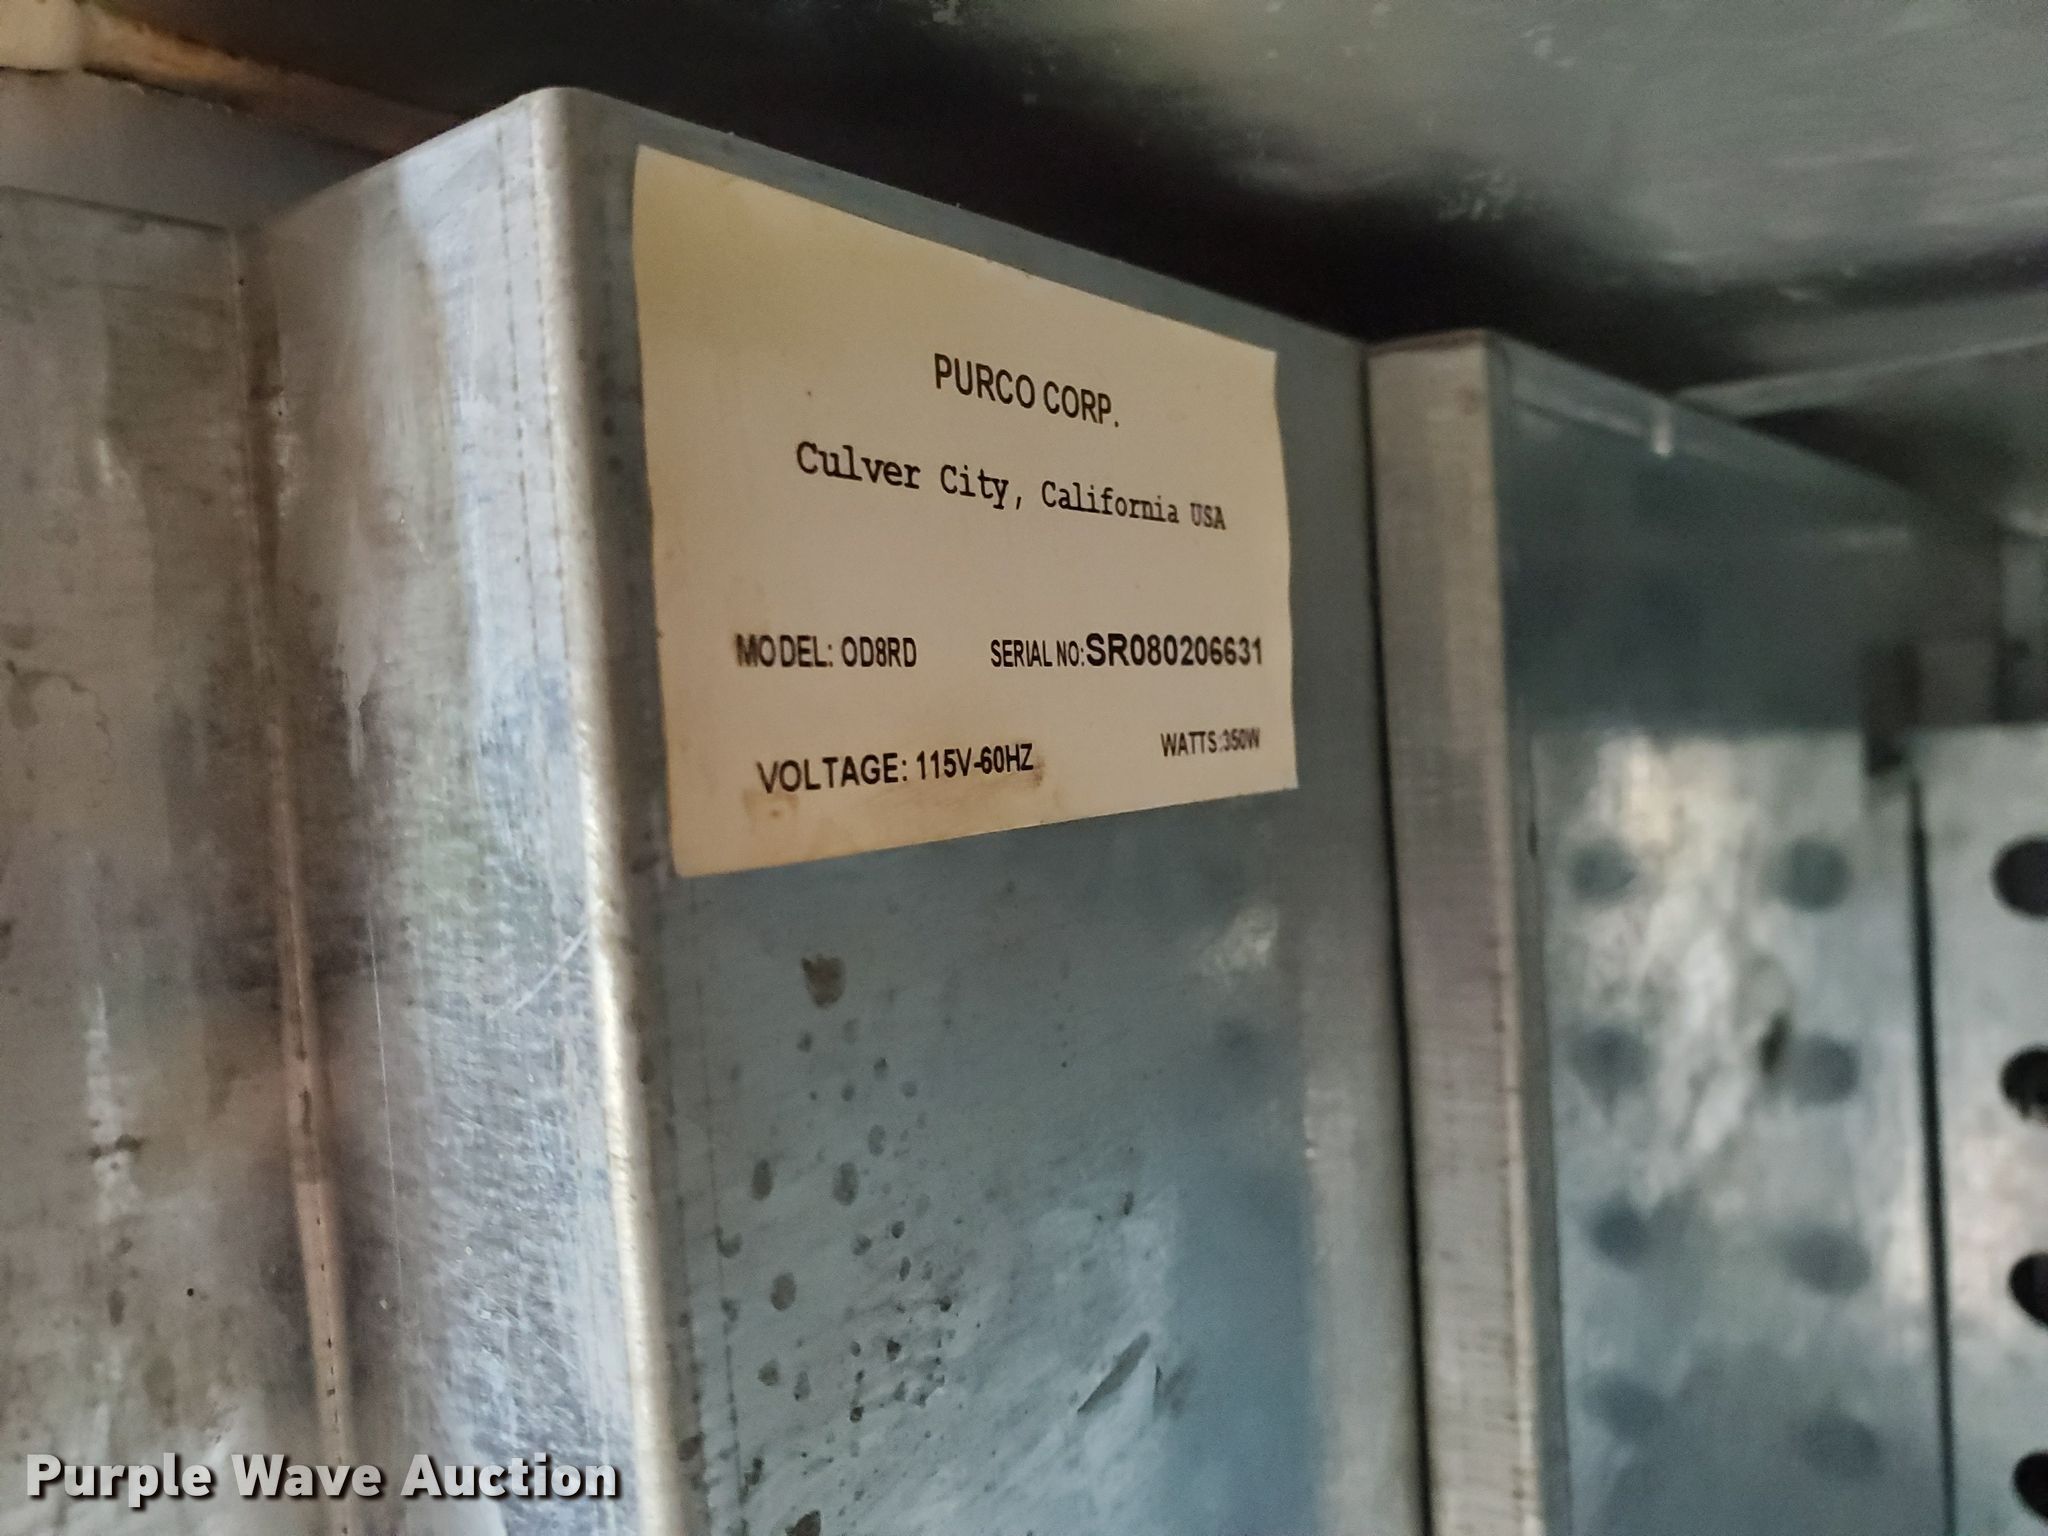 PURCO CORP.
Culver City, California USA
MODEL: OD8RD SERIAL NO:SR080206631
VOLTAGE: 115V-60HZ WATTS:350W
Purple Wave Auction